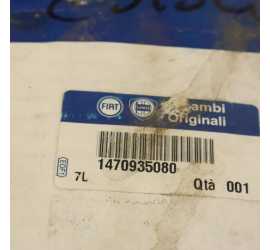 FIAT
Ricambi
Originali
1470935080
7L
Qtà 001